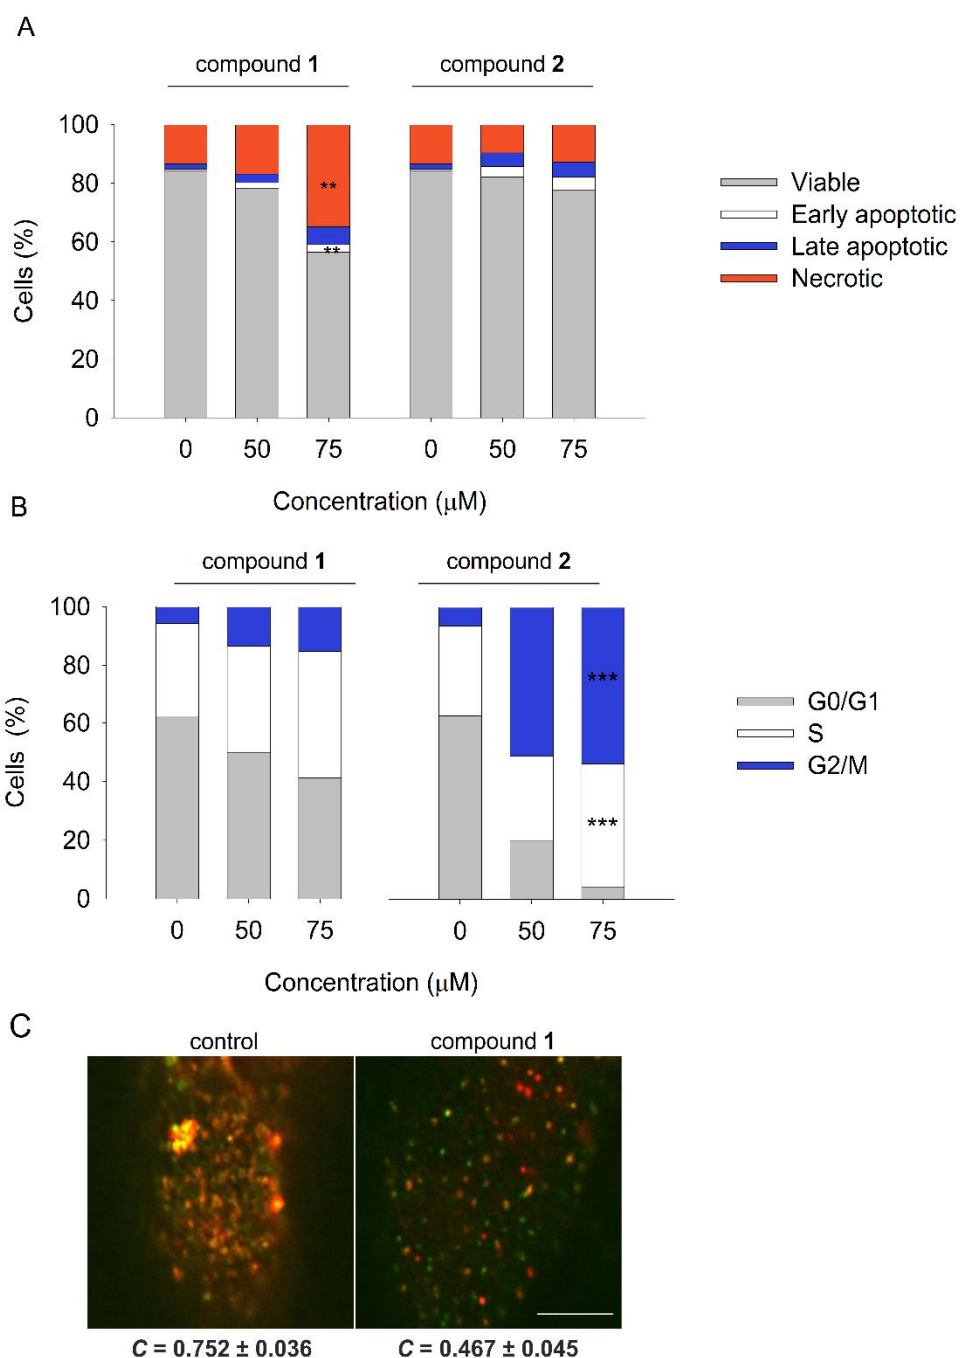 A
compound 1
compound 2
100
80
60
40
20
0
Cells (%)
**
**
0
50
75
0
50
75
Concentration (μM)
Viable
Early apoptotic
Late apoptotic
Necrotic
B
compound 1
compound 2
100
80
60
40
20
0
Cells (%)
***
***
0
50
75
0
50
75
Concentration (μM)
G0/G1
S
G2/M
C
control
compound 1
C = 0.752 ± 0.036
C = 0.467 ± 0.045